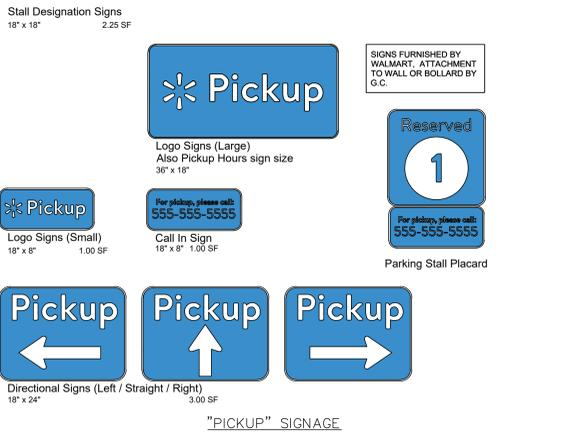 Stall Designation Signs
18" x 18" 2.25 SF
Pickup
SIGNS FURNISHED BY
WALMART, ATTACHMENT
TO WALL OR BOLLARD BY
G.C.
Logo Signs (Large)
Also Pickup Hours sign size
36" x 18"
Reserved
1
Pickup
Logo Signs (Small)
18" x 8" 1.00 SF
For pickup, please call:
555-555-5555
Call In Sign
18" x 8" 1.00 SF
For pickup, please call:
555-555-5555
Parking Stall Placard
Pickup
Pickup
Pickup
Directional Signs (Left / Straight / Right)
18" x 24" 3.00 SF
"PICKUP" SIGNAGE